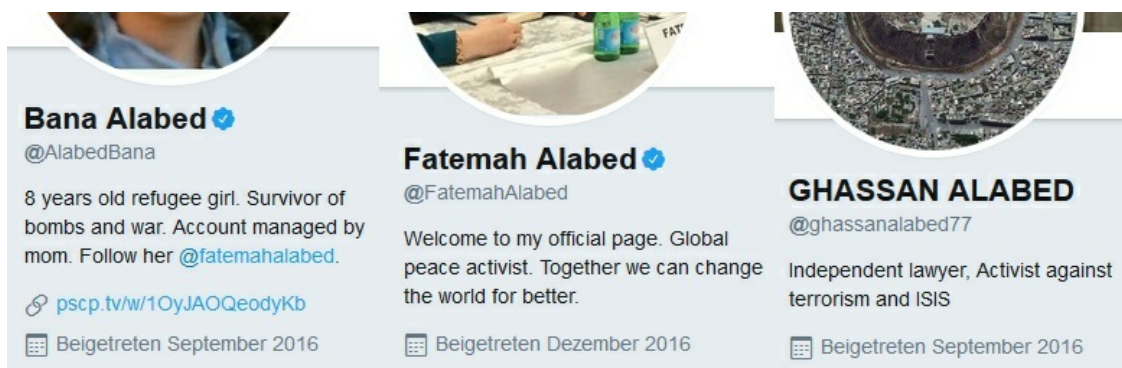 FAT
Bana Alabed
@AlabedBana
8 years old refugee girl. Survivor of
bombs and war. Account managed by
mom. Follow her @fatemahalabed.
pscp.tv/w/1OyJAOQeodyKb
Beigetreten September 2016
Fatemah Alabed
@FatemahAlabed
Welcome to my official page. Global
peace activist. Together we can change
the world for better.
Beigetreten Dezember 2016
GHASSAN ALABED
@ghassanalabed77
Independent lawyer, Activist against
terrorism and ISIS
Beigetreten September 2016